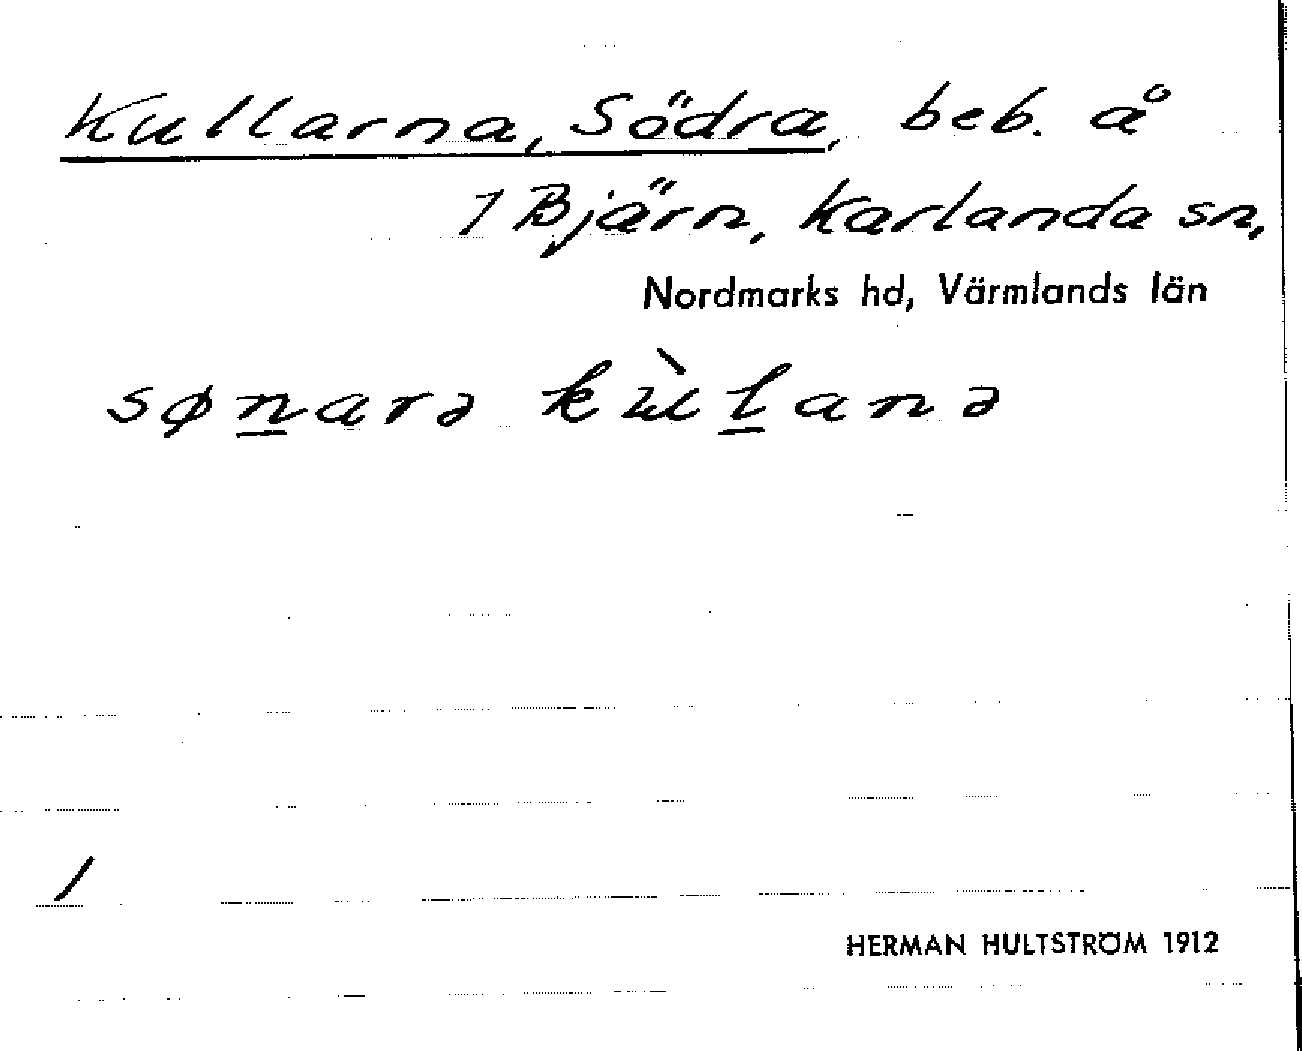 Kullarna, Södra, beb. å
1 Bjärn, Karlanda sn,
Nordmarks hd, Värmlands län
søn̲arə kùl̲anə
1
HERMAN HULTSTRÖM 1912